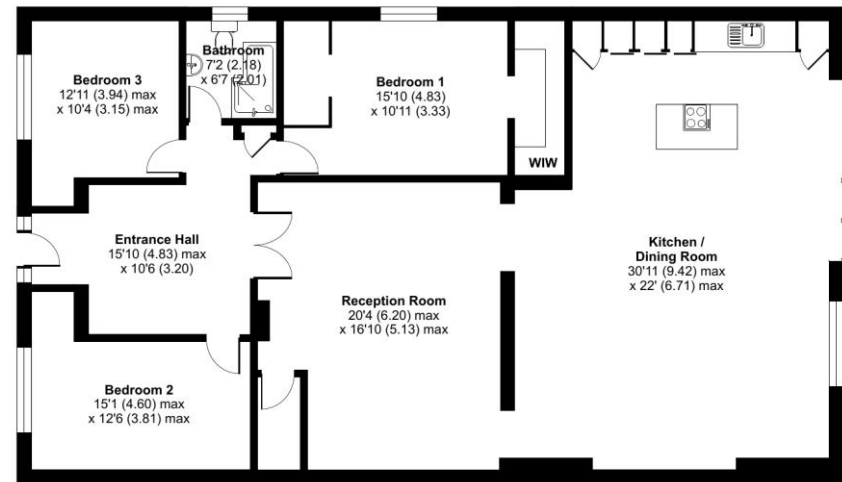 Bathroom
7'2 (2.18)
x 6'7 (2.01)
Bedroom 3
12'11 (3.94) max
x 10'4 (3.15) max
Bedroom 1
15'10 (4.83)
x 10'11 (3.33)
WIW
Entrance Hall
15'10 (4.83) max
x 10'6 (3.20)
Kitchen /
Dining Room
30'11 (9.42) max
x 22' (6.71) max
Reception Room
20'4 (6.20) max
x 16'10 (5.13) max
Bedroom 2
15'1 (4.60) max
x 12'6 (3.81) max